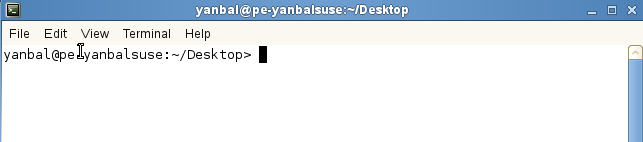 yanbal@pe-yanbalsuse:~/Desktop
File Edit View Terminal Help
yanbal@pe-yanbalsuse:~/Desktop>